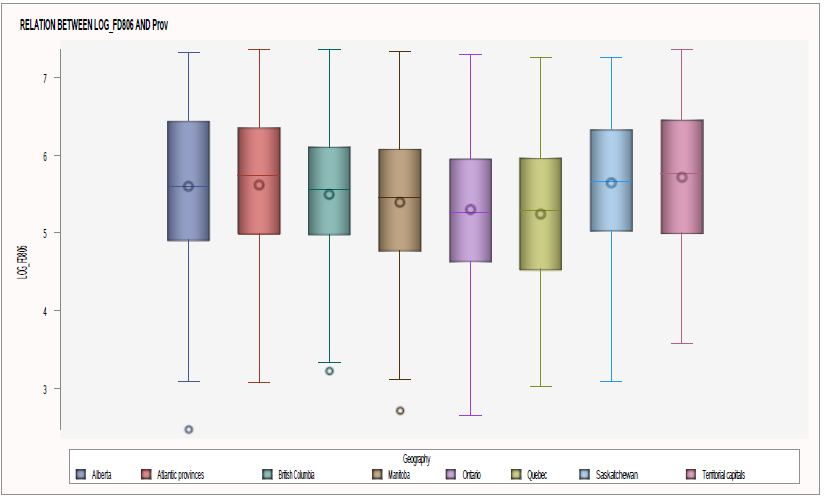 RELATION BETWEEN LOG_FD806 AND Prov
7
6
5
4
3
LOG_FD806
Geography
Alberta Atlantic provinces British Columbia Manitoba Ontario Quebec Saskatchewan Territorial capitals